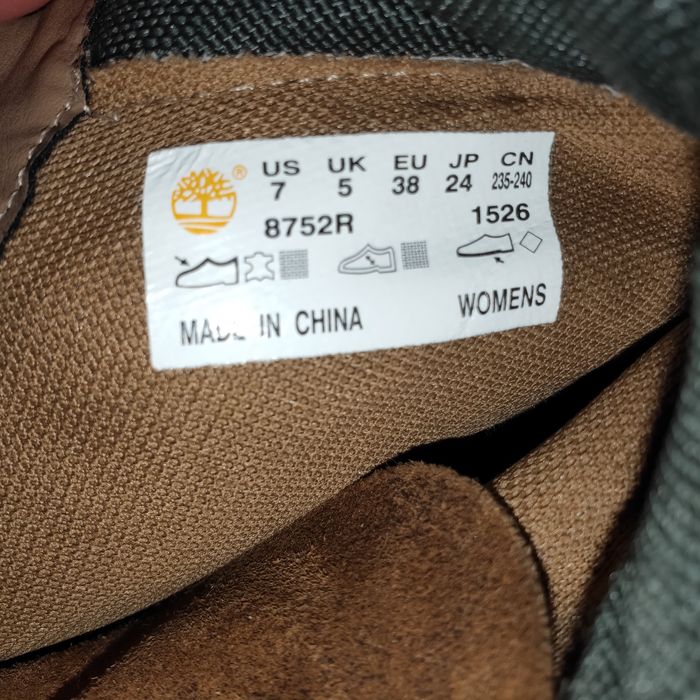 ® US UK EU JP CN
7 5 38 24 235-240
8752R 1526
MADE IN CHINA WOMENS